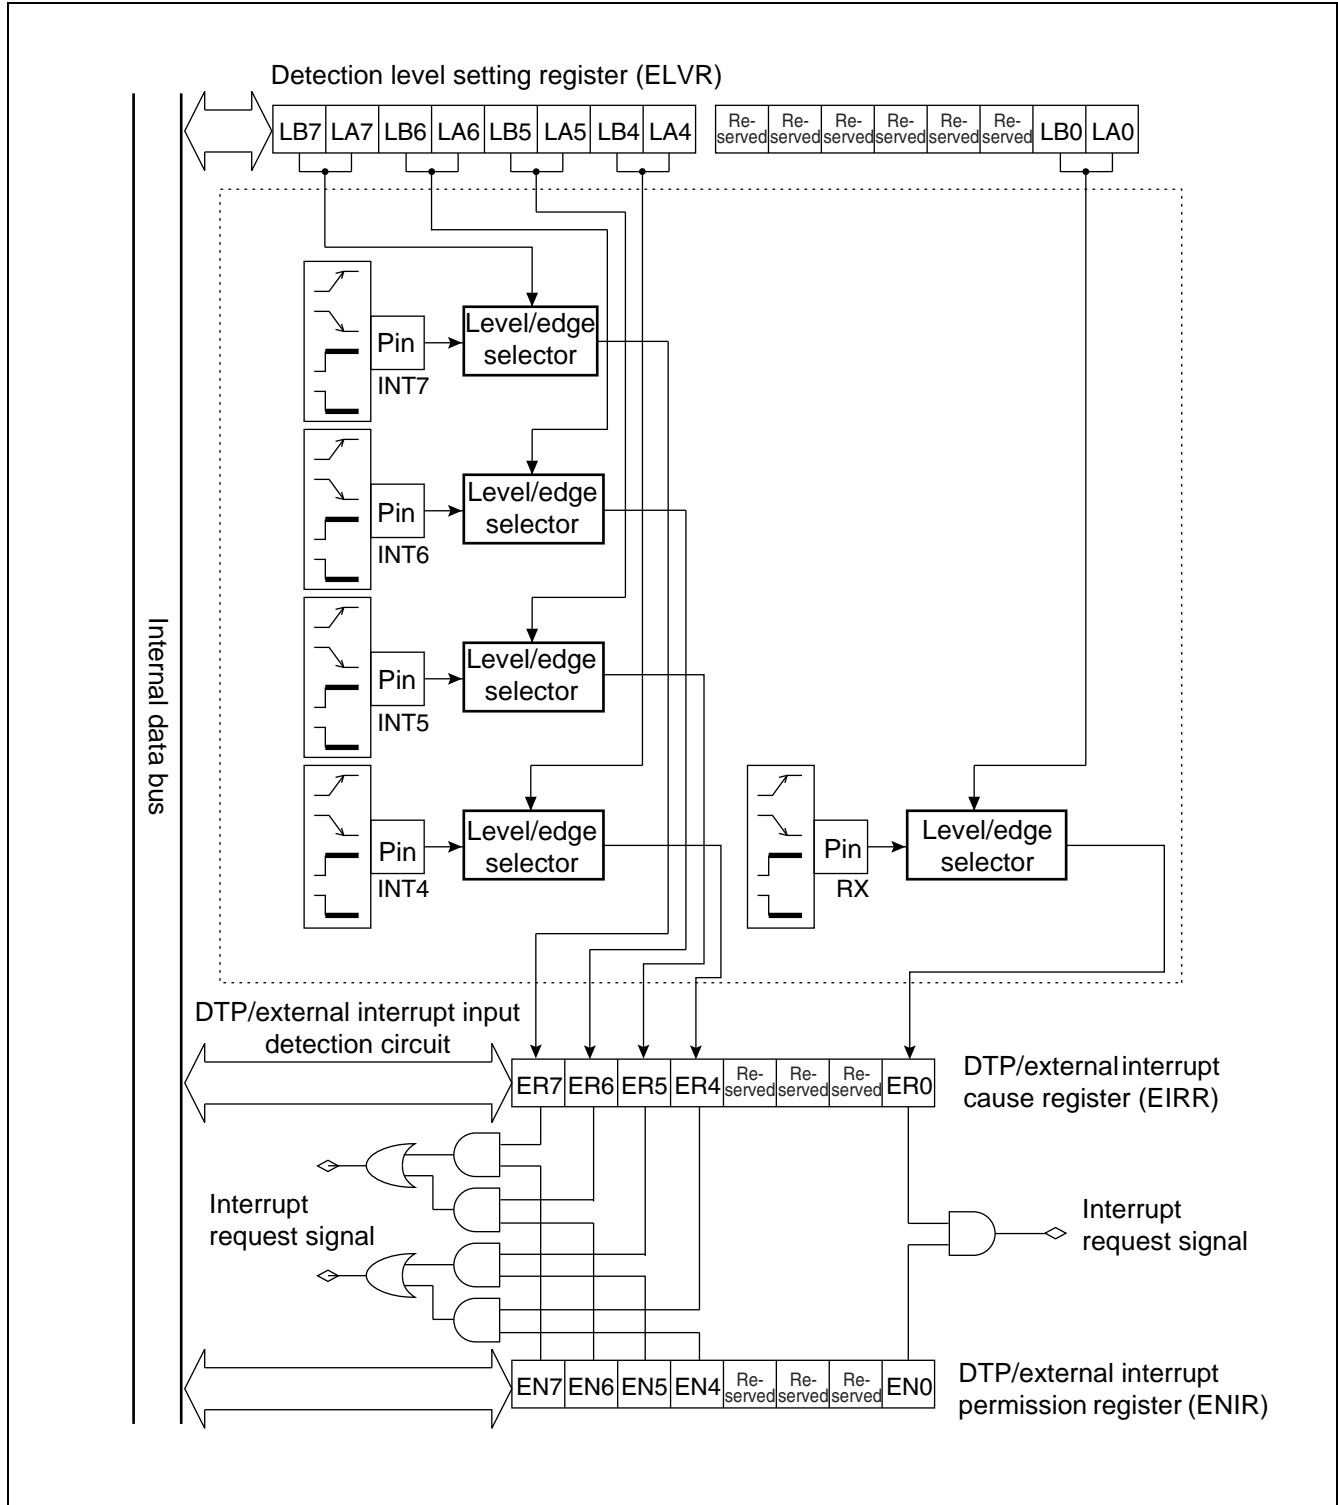 Detection level setting register (ELVR)
LB7 LA7 LB6 LA6 LB5 LA5 LB4 LA4 Re-served Re-served Re-served Re-served Re-served Re-served LB0 LA0
Level/edge
selector
Pin
INT7
Level/edge
selector
Pin
INT6
Level/edge
selector
Pin
INT5
Internal data bus
Level/edge
selector
Pin
INT4
Level/edge
selector
Pin
RX
DTP/external interrupt input
detection circuit
ER7 ER6 ER5 ER4 Re-served Re-served Re-served ER0
DTP/external interrupt
cause register (EIRR)
Interrupt
request signal
Interrupt
request signal
EN7 EN6 EN5 EN4 Re-served Re-served Re-served EN0
DTP/external interrupt
permission register (ENIR)